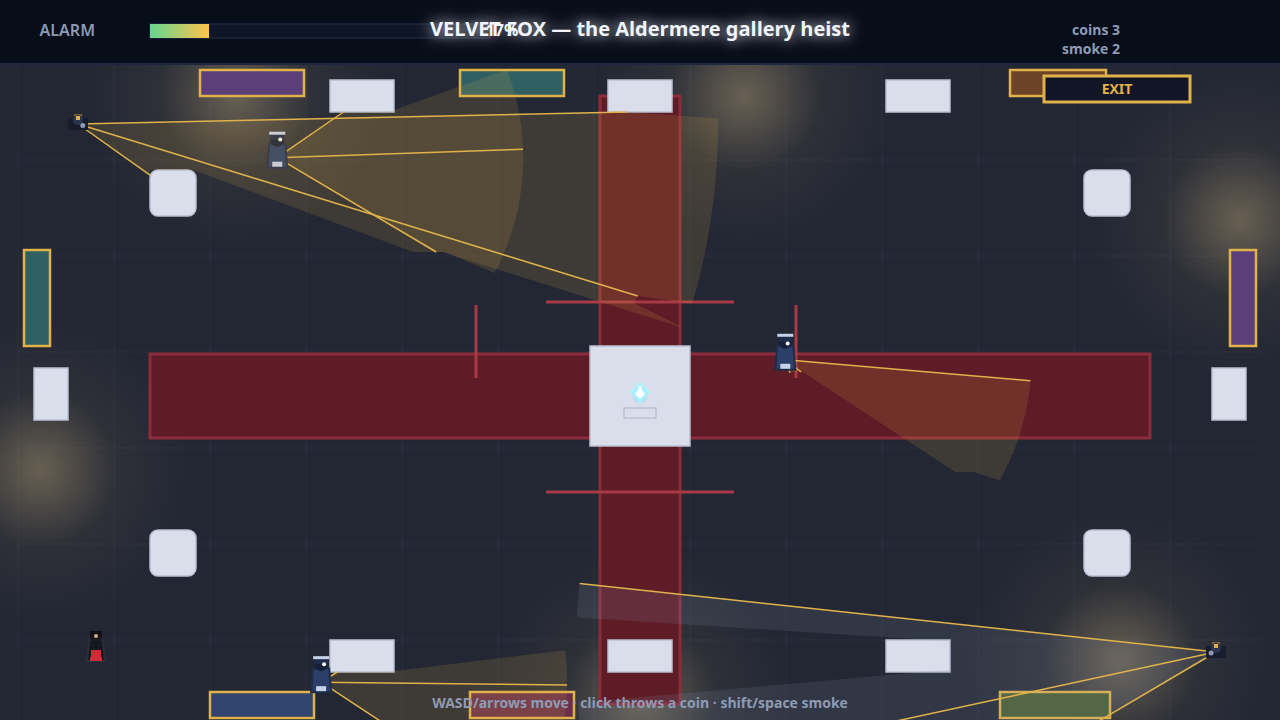 ALARM
17%
VELVET FOX — the Aldermere gallery heist
coins 3
smoke 2
EXIT
WASD/arrows move · click throws a coin · shift/space smoke